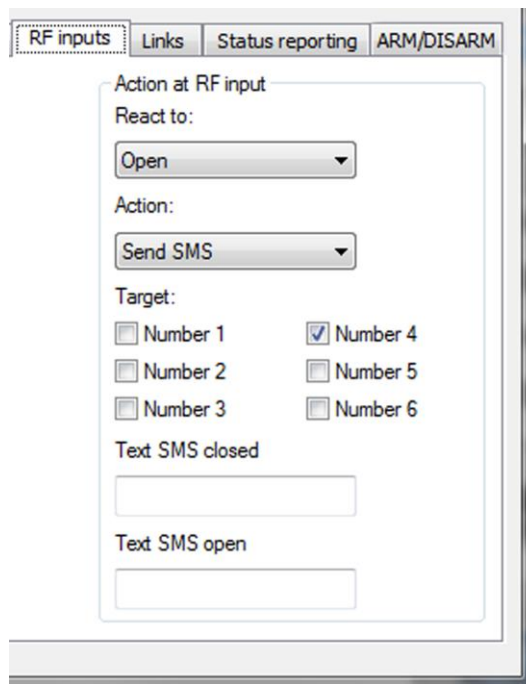 RF inputs Links Status reporting ARM/DISARM
Action at RF input
React to:
Open
Action:
Send SMS
Target:
Number 1 Number 4
Number 2 Number 5
Number 3 Number 6
Text SMS closed
Text SMS open